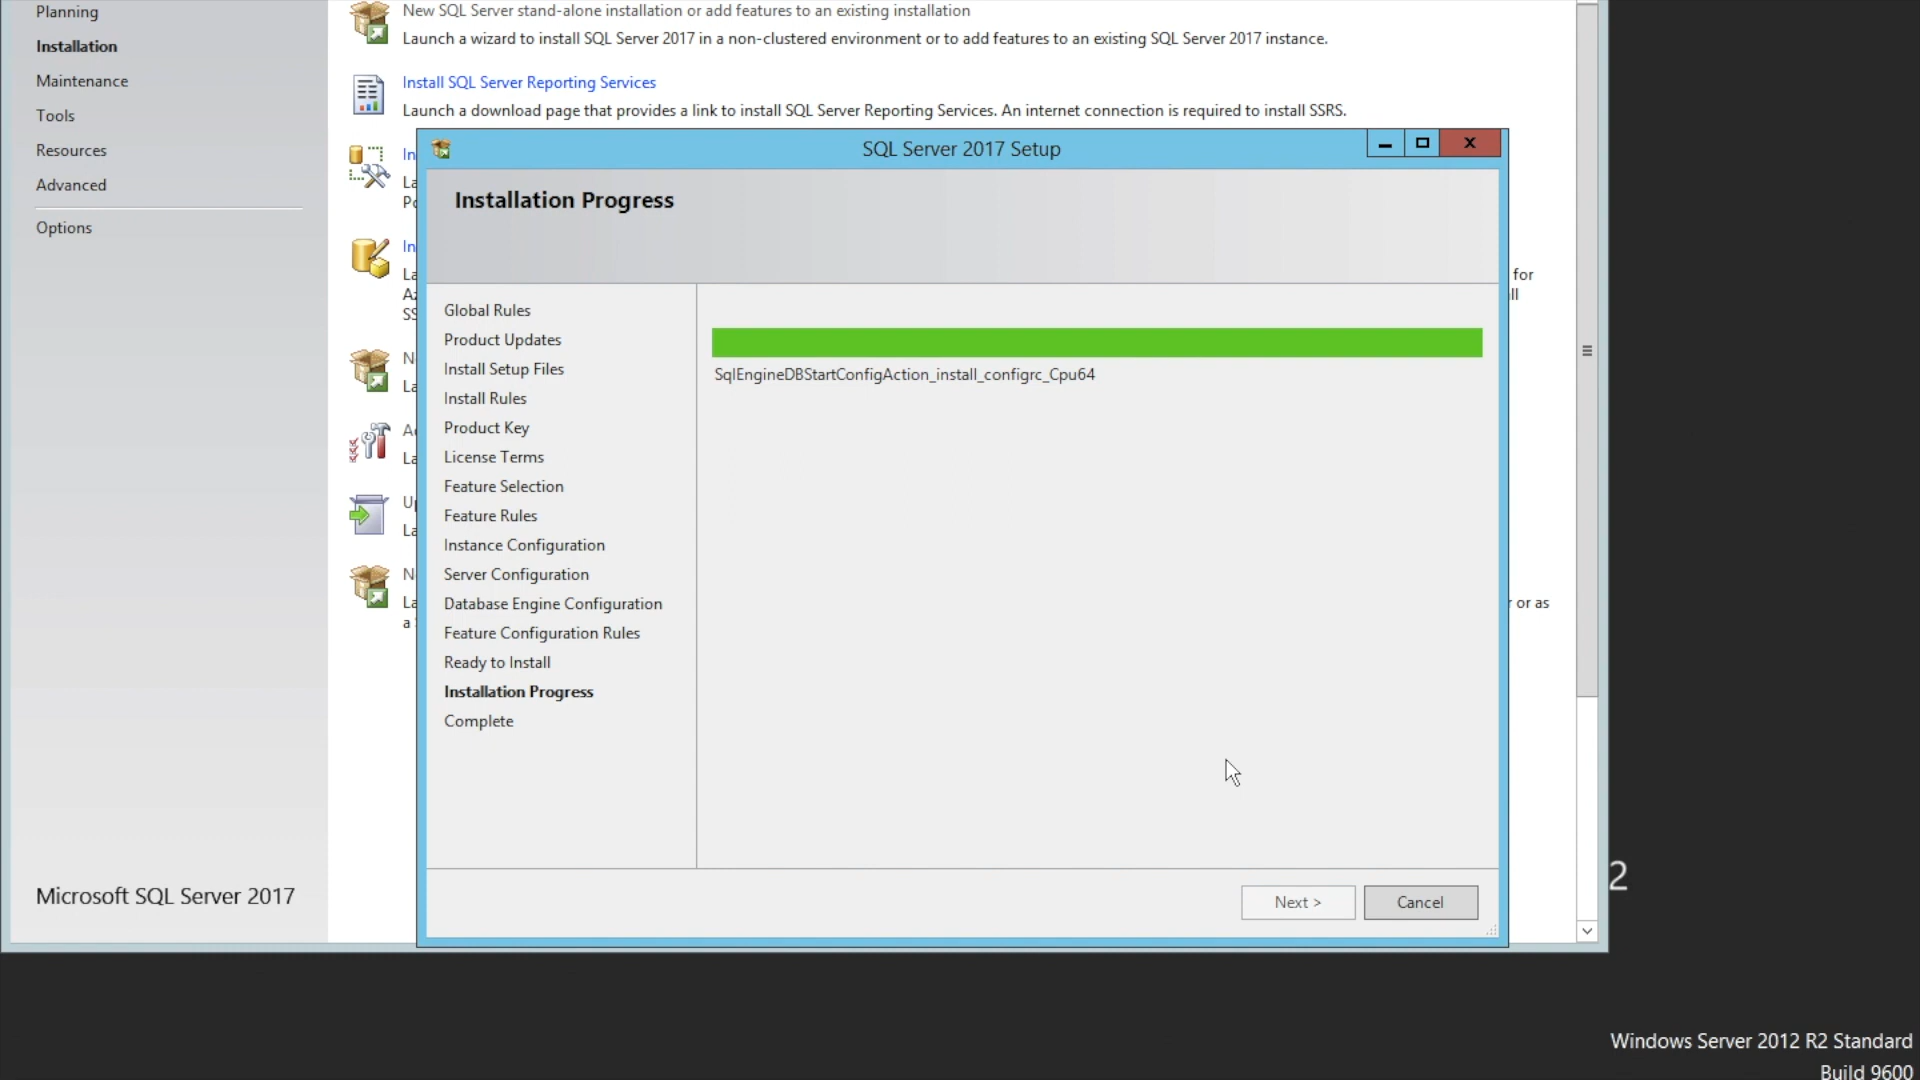 Planning
Installation
Maintenance
Tools
Resources
Advanced
Options
Microsoft SQL Server 2017
New SQL Server stand-alone installation or add features to an existing installation
Launch a wizard to install SQL Server 2017 in a non-clustered environment or to add features to an existing SQL Server 2017 instance.
Install SQL Server Reporting Services
Launch a download page that provides a link to install SQL Server Reporting Services. An internet connection is required to install SSRS.
for
or as
a
SQL Server 2017 Setup
Installation Progress
Global Rules
Product Updates
Install Setup Files
Install Rules
Product Key
License Terms
Feature Selection
Feature Rules
Instance Configuration
Server Configuration
Database Engine Configuration
Feature Configuration Rules
Ready to Install
Installation Progress
Complete
SqlEngineDBStartConfigAction_install_configrc_Cpu64
Next >
Cancel
2
Windows Server 2012 R2 Standard
Build 9600